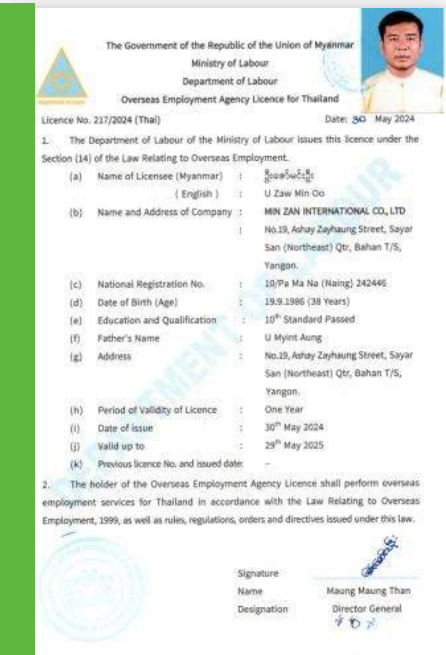 The Government of the Republic of the Union of Myanmar
Ministry of Labour
Department of Labour
Overseas Employment Agency Licence for Thailand
Licence No. 217/2024 (Thai) Date: 30 May 2024
1. The Department of Labour of the Ministry of Labour issues this licence under the
Section (14) of the Law Relating to Overseas Employment.
(a) Name of Licensee (Myanmar) : ဦးဇော်မင်းဦး
( English ) : U Zaw Min Oo
(b) Name and Address of Company : MIN ZAN INTERNATIONAL CO., LTD
: No.19, Ashay Zayhaung Street, Sayar
San (Northeast) Qtr, Bahan T/S,
Yangon.
(c) National Registration No. : 10/Pa Ma Na (Naing) 242446
(d) Date of Birth (Age) : 19.9.1986 (38 Years)
(e) Education and Qualification : 10th Standard Passed
(f) Father's Name : U Myint Aung
(g) Address : No.19, Ashay Zayhaung Street, Sayar
San (Northeast) Qtr, Bahan T/S,
Yangon.
(h) Period of Validity of Licence : One Year
(i) Date of issue : 30th May 2024
(j) Valid up to : 29th May 2025
(k) Previous licence No. and issued date: -
2. The holder of the Overseas Employment Agency Licence shall perform overseas
employment services for Thailand in accordance with the Law Relating to Overseas
Employment, 1999, as well as rules, regulations, orders and directives issued under this law.
Signature
Name Maung Maung Than
Designation Director General
DEPARTMENT OF LABOUR